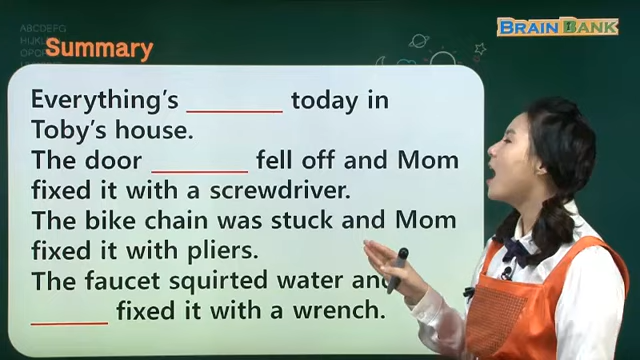 ABCDEFG
Summary
BRAIN BANK
Everything's ________ today in
Toby's house.
The door ________ fell off and Mom
fixed it with a screwdriver.
The bike chain was stuck and Mom
fixed it with pliers.
The faucet squirted water and
______ fixed it with a wrench.